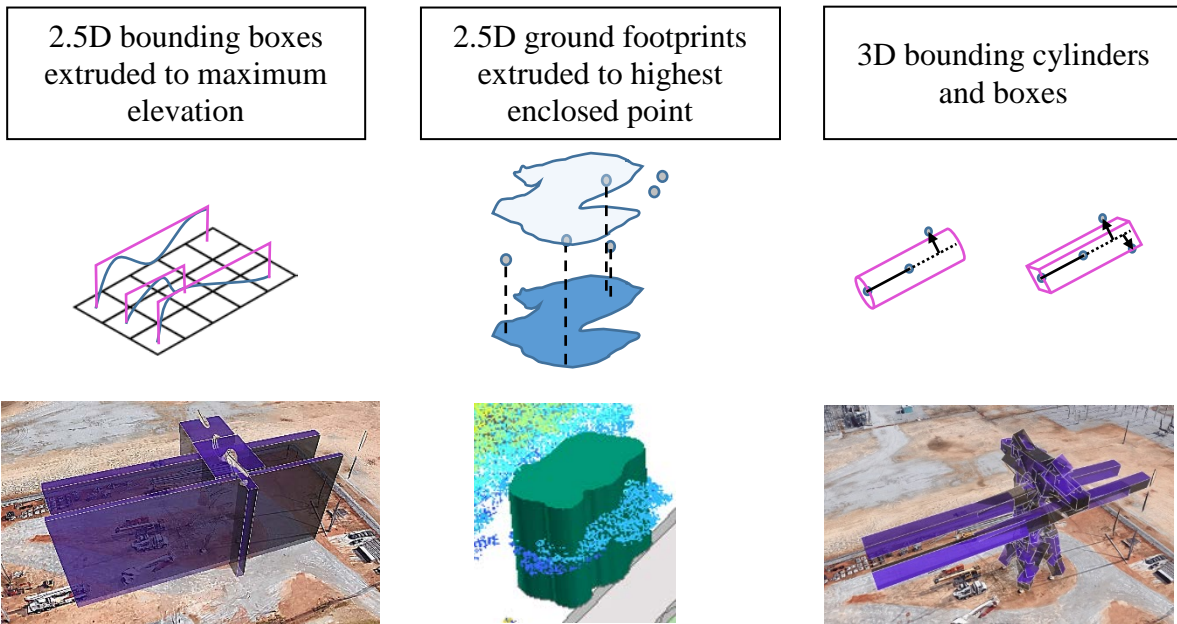 2.5D bounding boxes
extruded to maximum
elevation
2.5D ground footprints
extruded to highest
enclosed point
3D bounding cylinders
and boxes